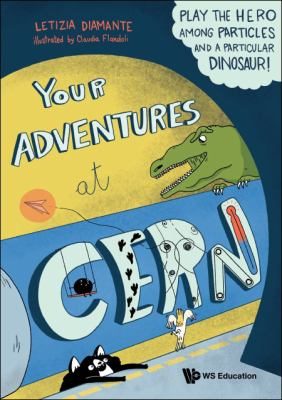 LETIZIA DIAMANTE
Illustrated by Claudia Flandoli
PLAY THE HERO
AMONG PARTICLES
AND A PARTICULAR
DINOSAUR!
YOUR
ADVENTURES
at
CERN
WS Education